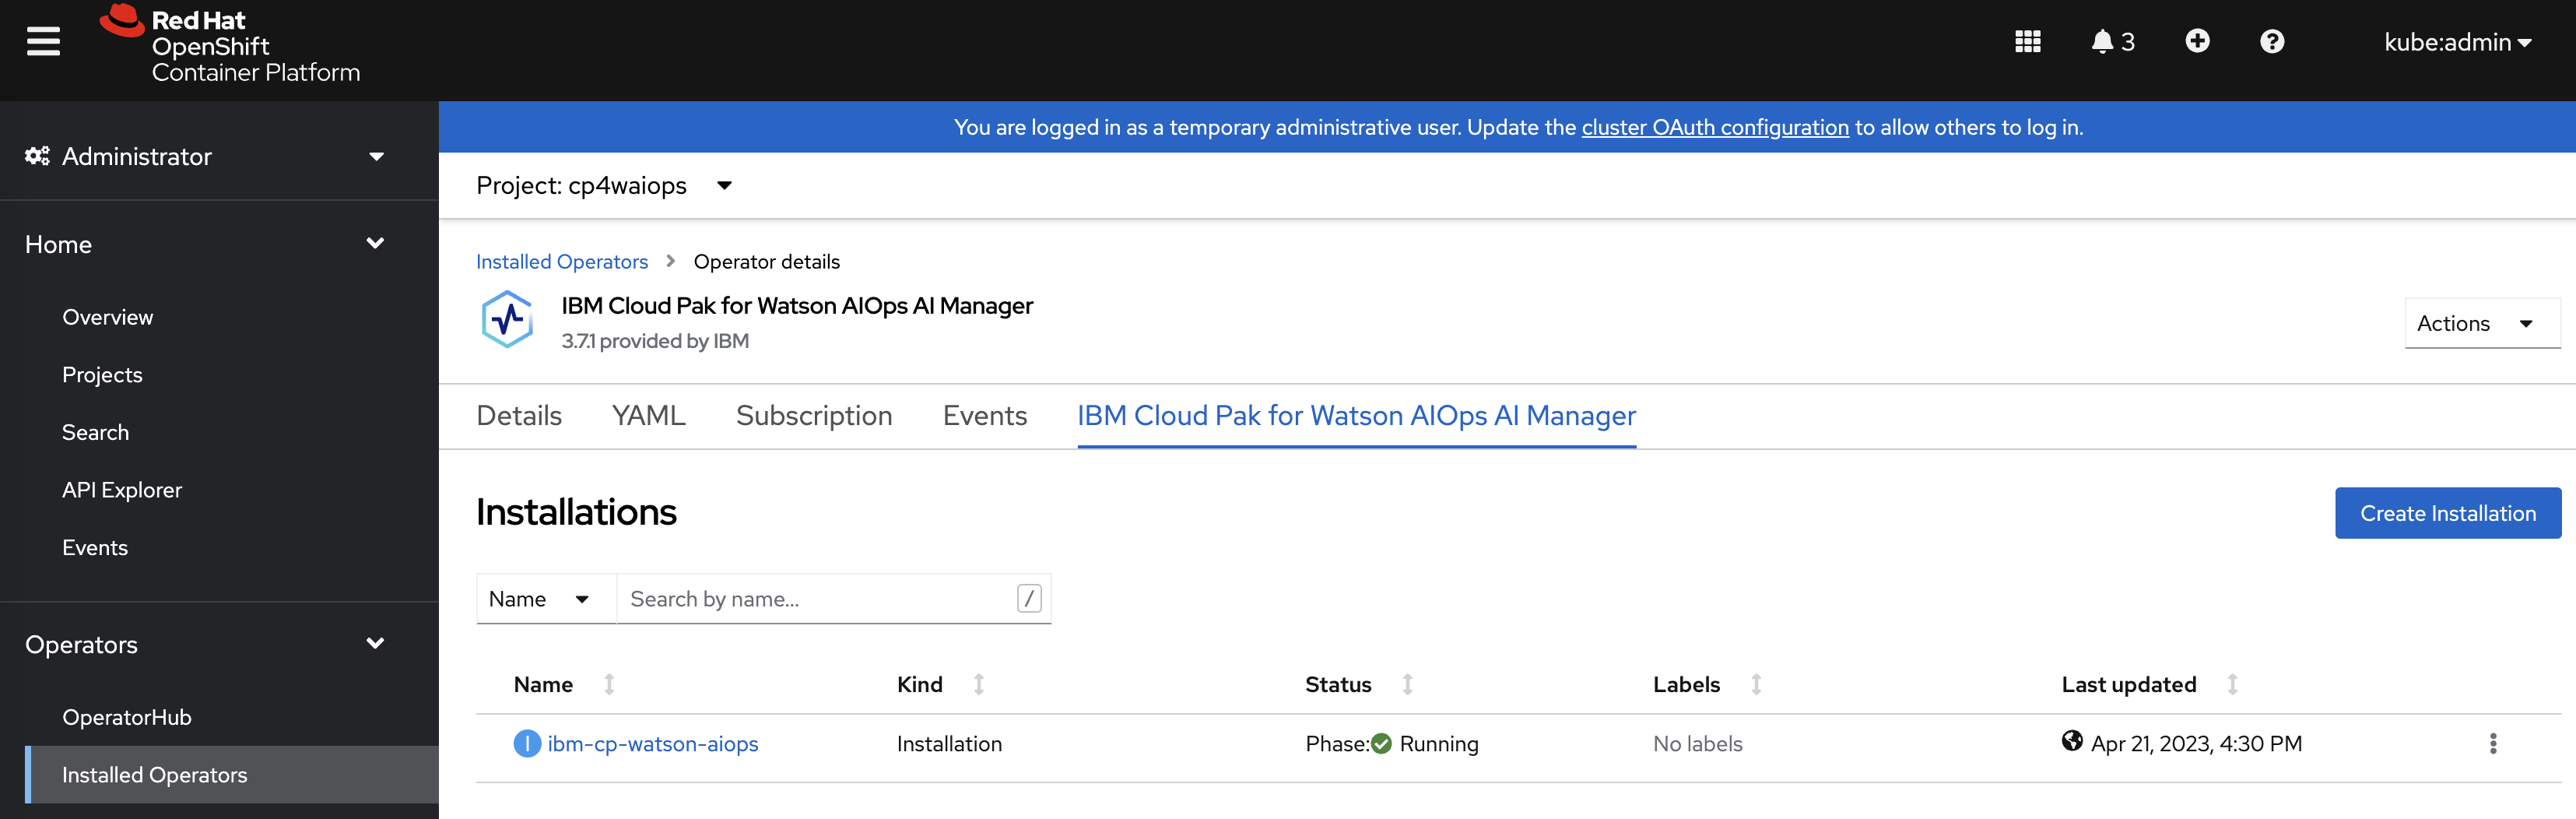 Red Hat
OpenShift
Container Platform
3
kube:admin
You are logged in as a temporary administrative user. Update the cluster OAuth configuration to allow others to log in.
Administrator
Home
Overview
Projects
Search
API Explorer
Events
Operators
OperatorHub
Installed Operators
Project: cp4waiops
Installed Operators > Operator details
IBM Cloud Pak for Watson AIOps AI Manager
3.7.1 provided by IBM
Actions
Details YAML Subscription Events IBM Cloud Pak for Watson AIOps AI Manager
Installations
Create Installation
Name Search by name... /
Name Kind Status Labels Last updated
I ibm-cp-watson-aiops Installation Phase: Running No labels Apr 21, 2023, 4:30 PM